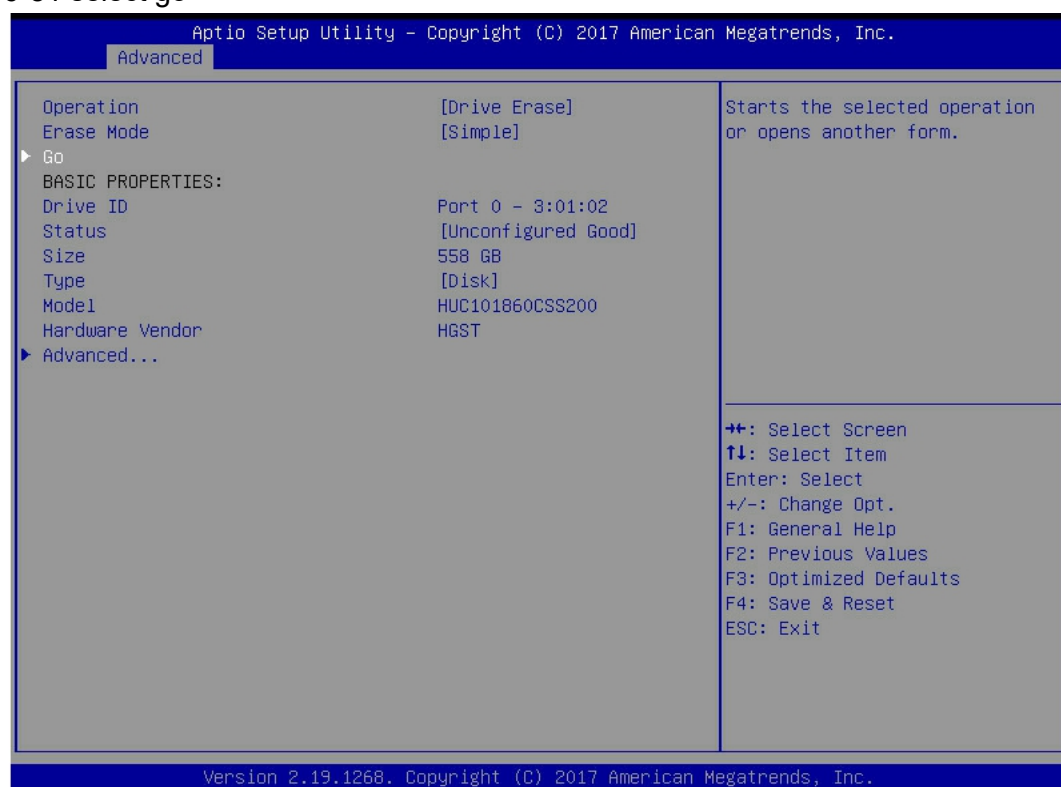 select go
Aptio Setup Utility – Copyright (C) 2017 American Megatrends, Inc.
Advanced
Operation [Drive Erase]
Erase Mode [Simple]
Go
BASIC PROPERTIES:
Drive ID Port 0 – 3:01:02
Status [Unconfigured Good]
Size 558 GB
Type [Disk]
Model HUC101860CSS200
Hardware Vendor HGST
Advanced...
Starts the selected operation
or opens another form.
→←: Select Screen
↑↓: Select Item
Enter: Select
+/-: Change Opt.
F1: General Help
F2: Previous Values
F3: Optimized Defaults
F4: Save & Reset
ESC: Exit
Version 2.19.1268. Copyright (C) 2017 American Megatrends, Inc.